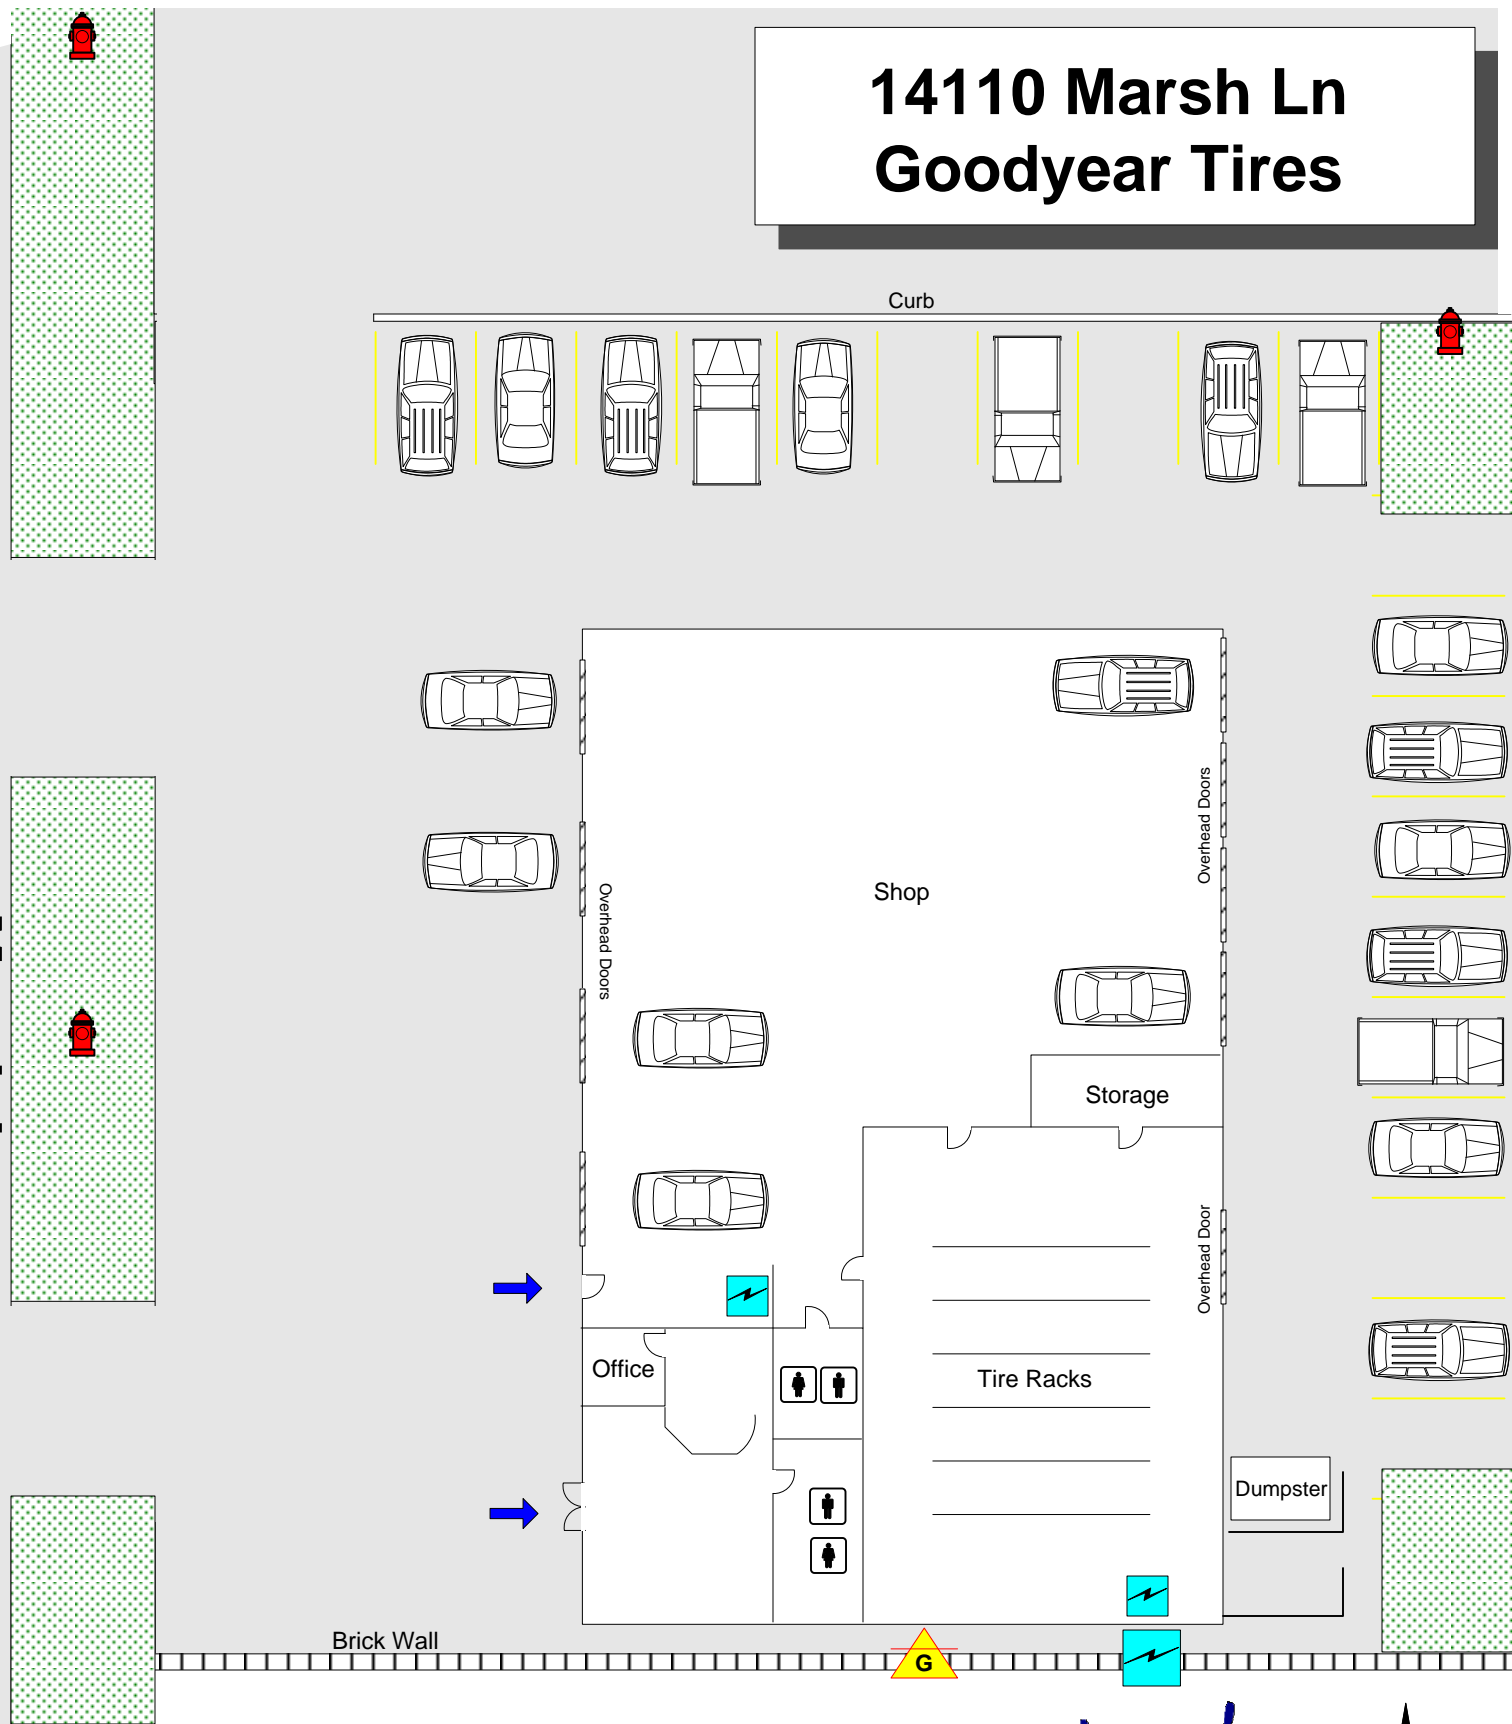 14110 Marsh Ln
Goodyear Tires
Curb
Overhead Doors
Shop
Overhead Doors
Storage
Overhead Door
Office
Tire Racks
Dumpster
Brick Wall
G